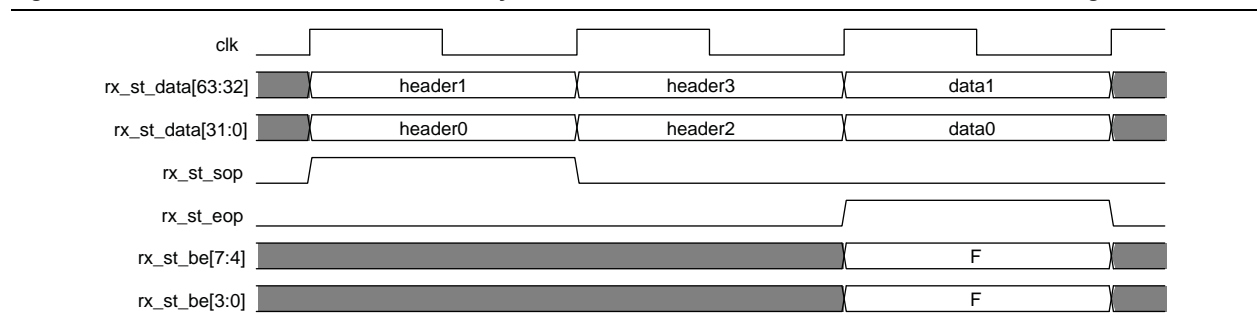 clk
rx_st_data[63:32] header1 header3 data1
rx_st_data[31:0] header0 header2 data0
rx_st_sop
rx_st_eop
rx_st_be[7:4] F
rx_st_be[3:0] F